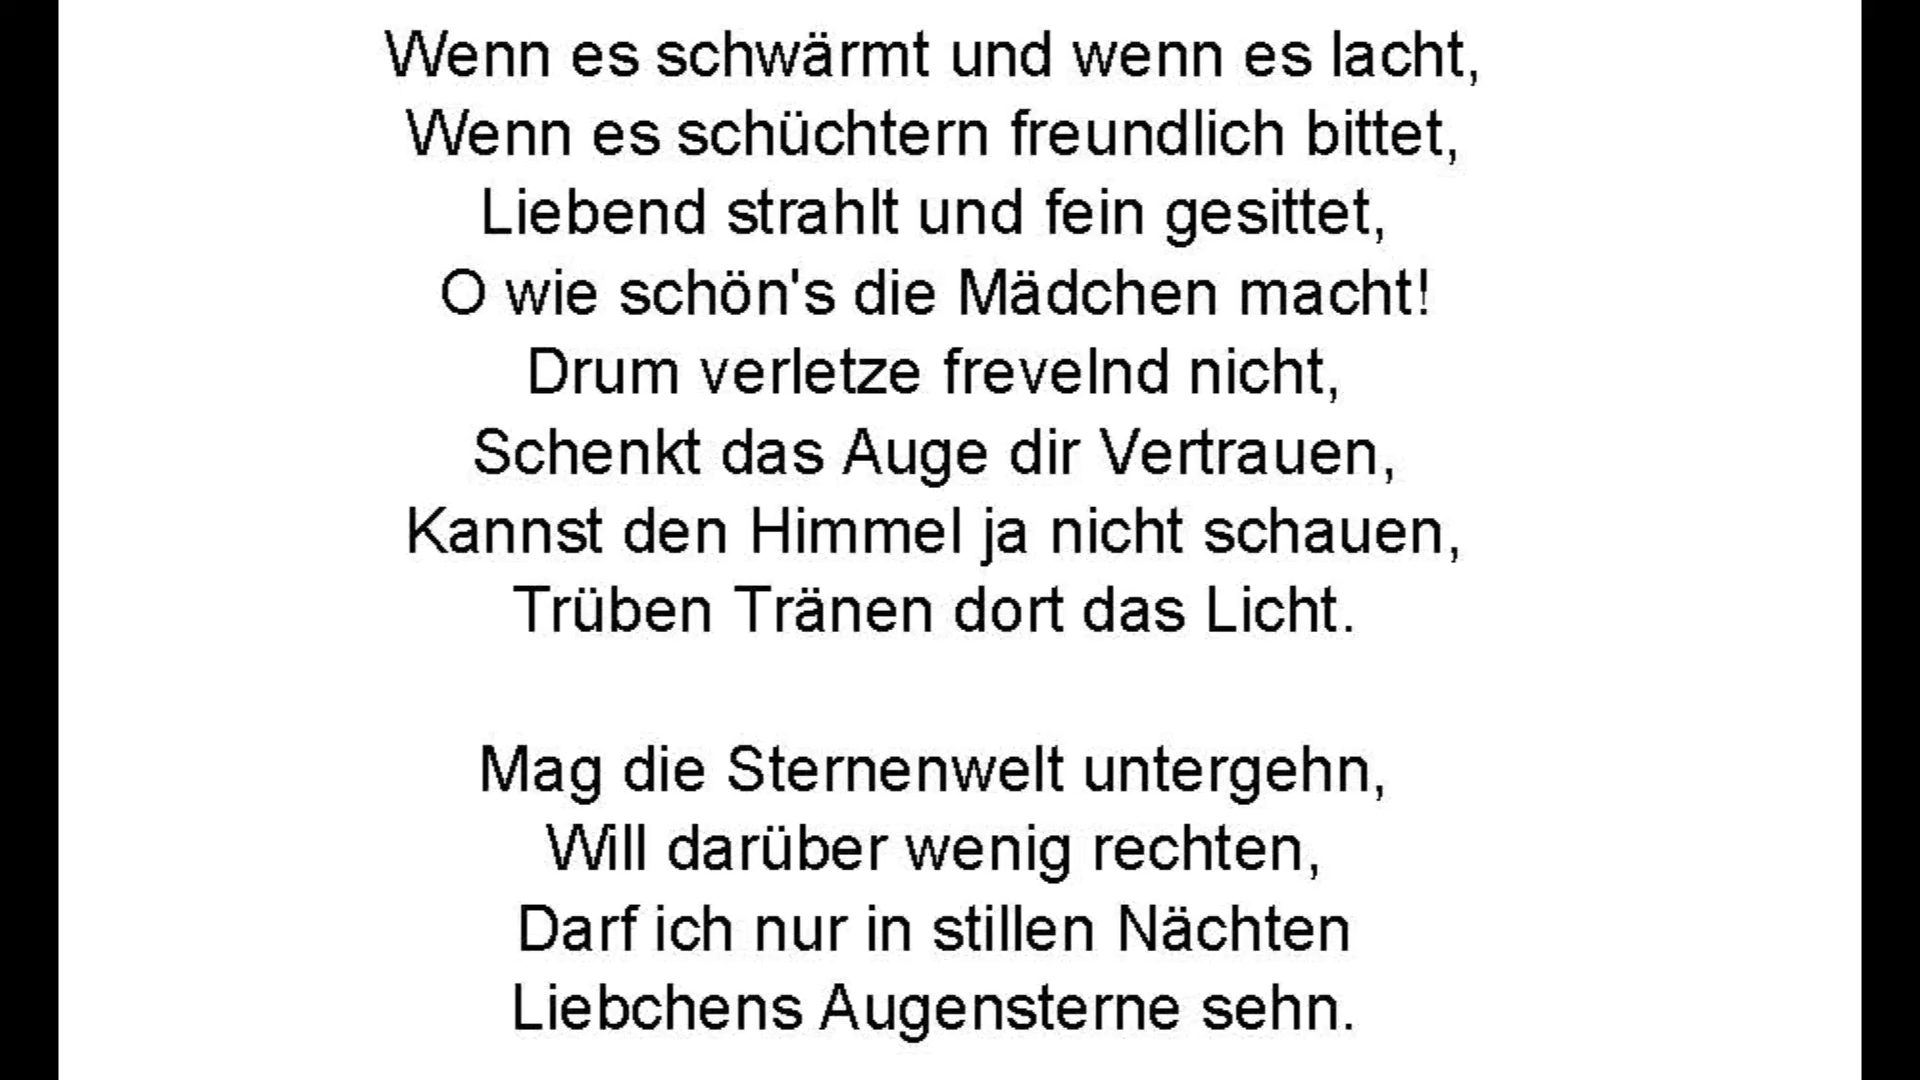 Wenn es schwärmt und wenn es lacht,
Wenn es schüchtern freundlich bittet,
Liebend strahlt und fein gesittet,
O wie schön's die Mädchen macht!
Drum verletze frevelnd nicht,
Schenkt das Auge dir Vertrauen,
Kannst den Himmel ja nicht schauen,
Trüben Tränen dort das Licht.
Mag die Sternenwelt untergehn,
Will darüber wenig rechten,
Darf ich nur in stillen Nächten
Liebchens Augensterne sehn.